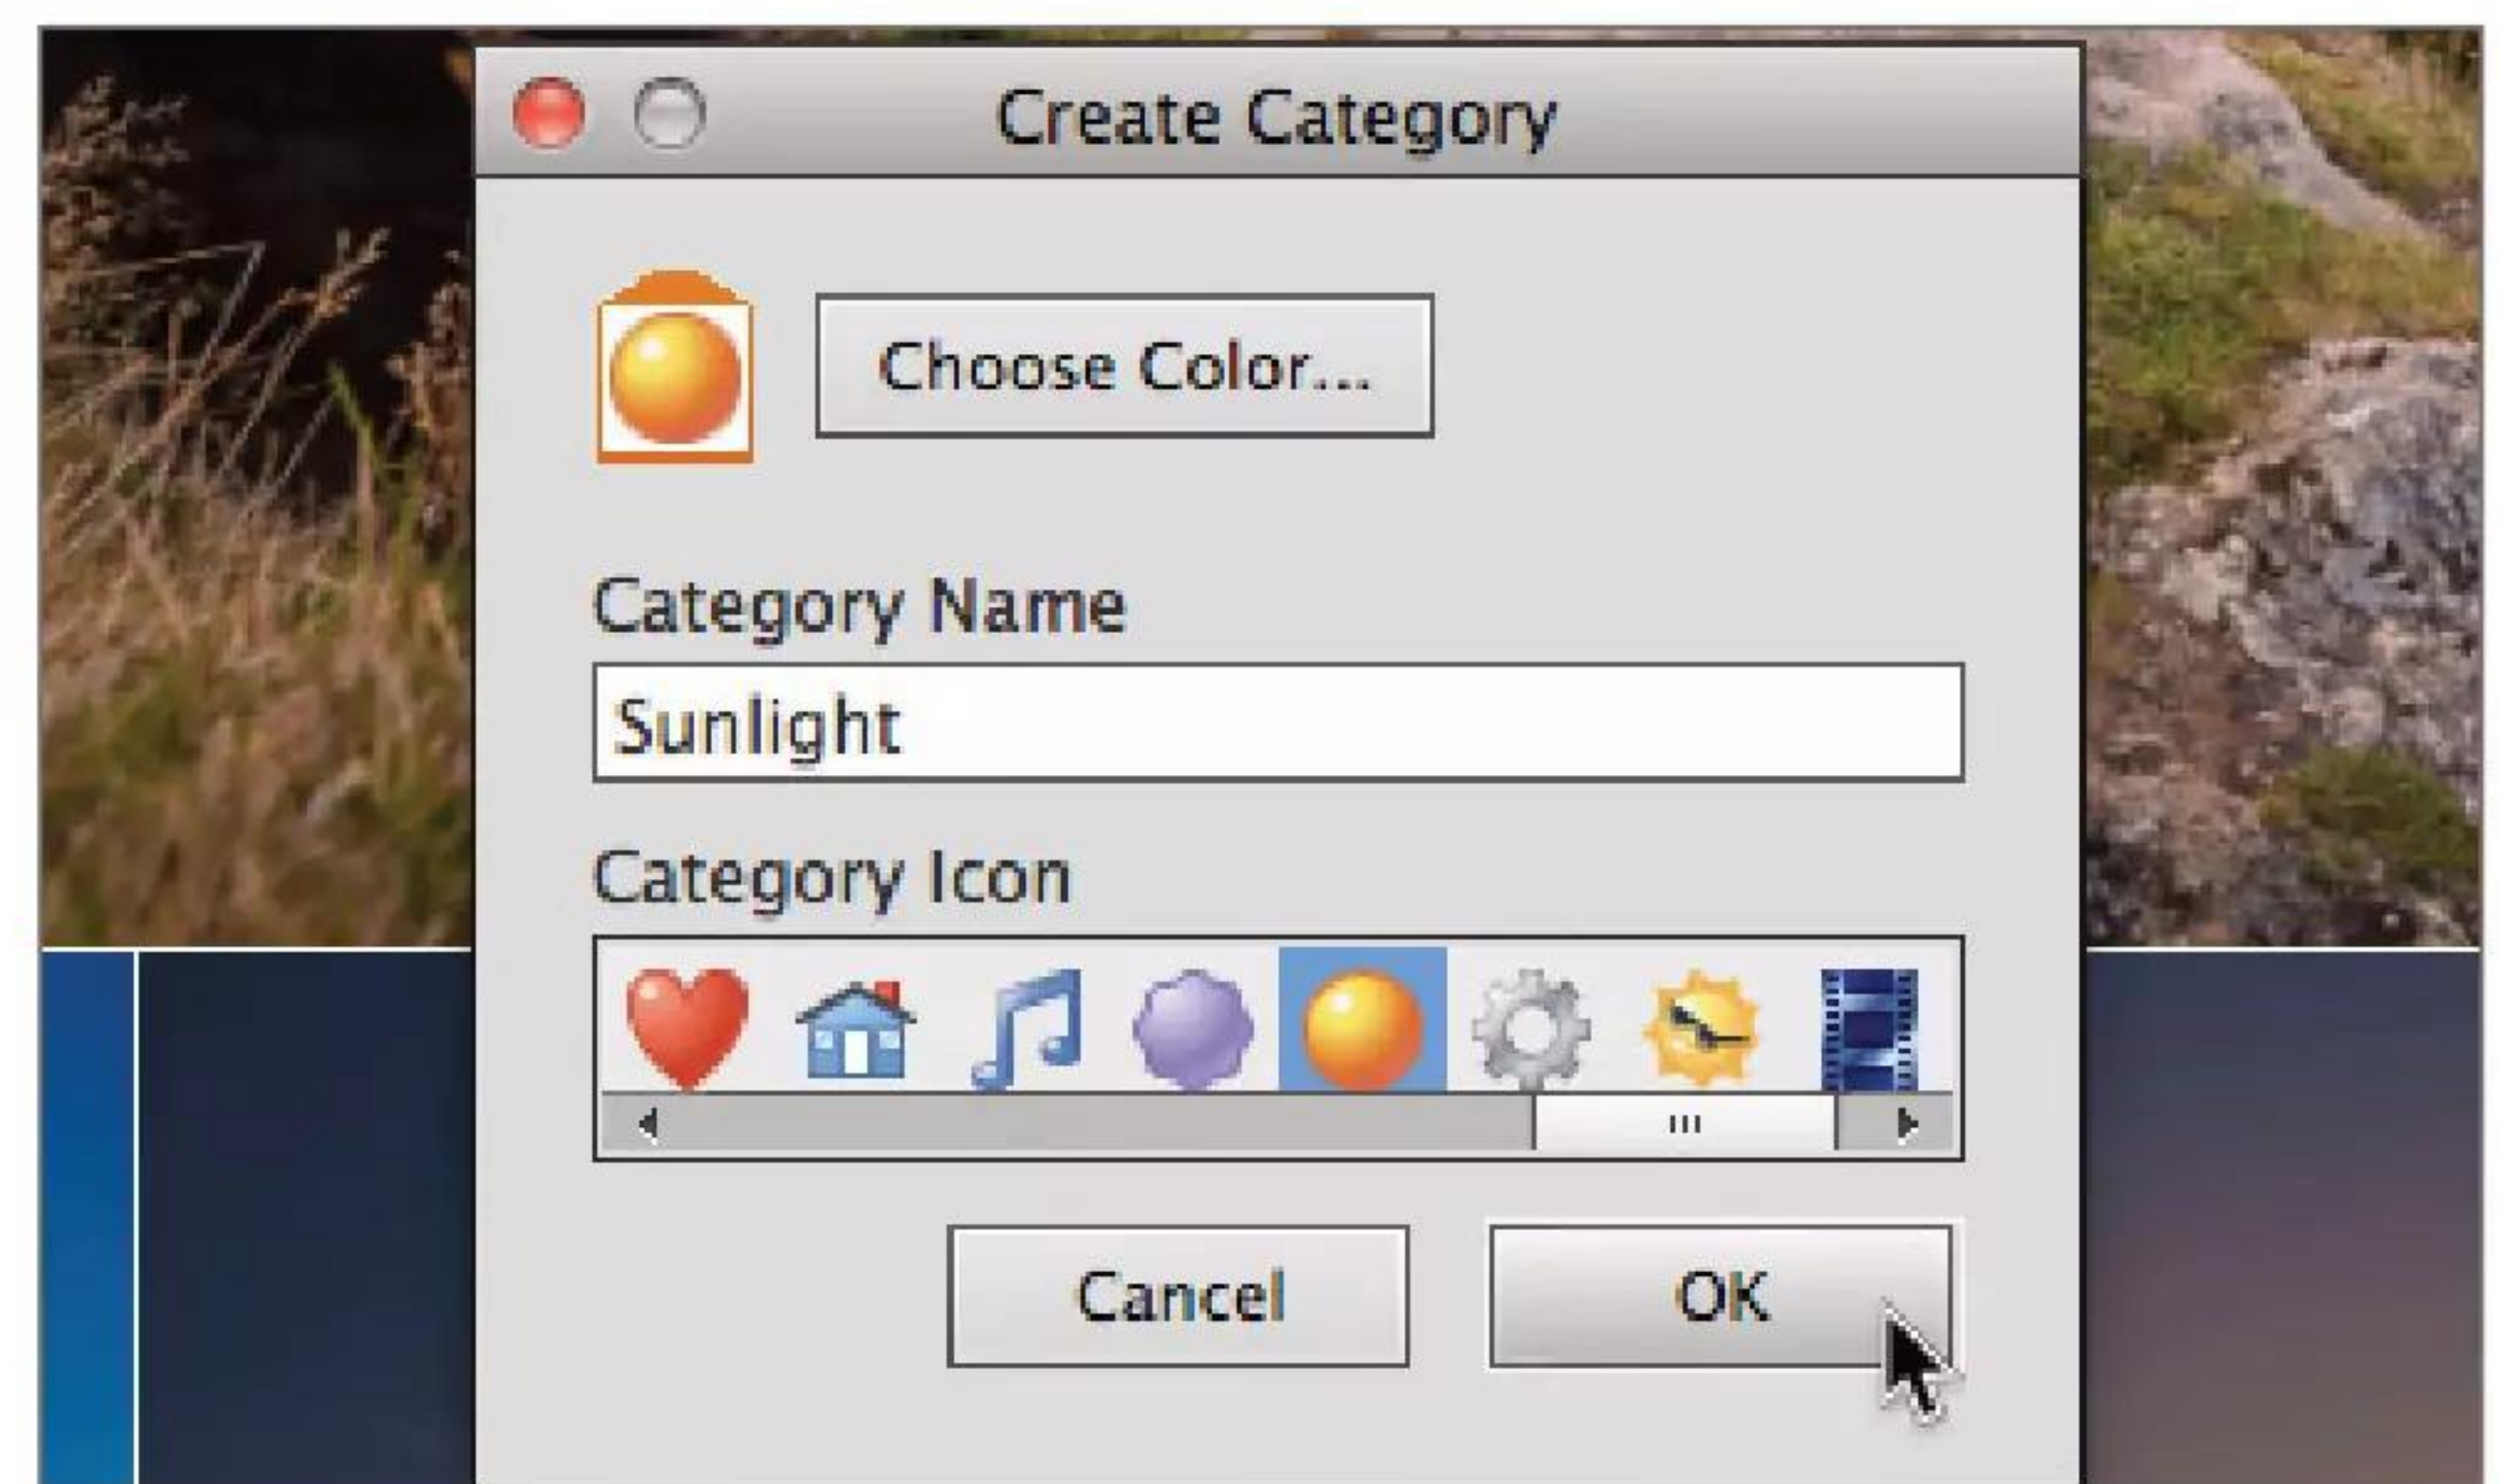 Create Category
Choose Color...
Category Name
Sunlight
Category Icon
Cancel
OK